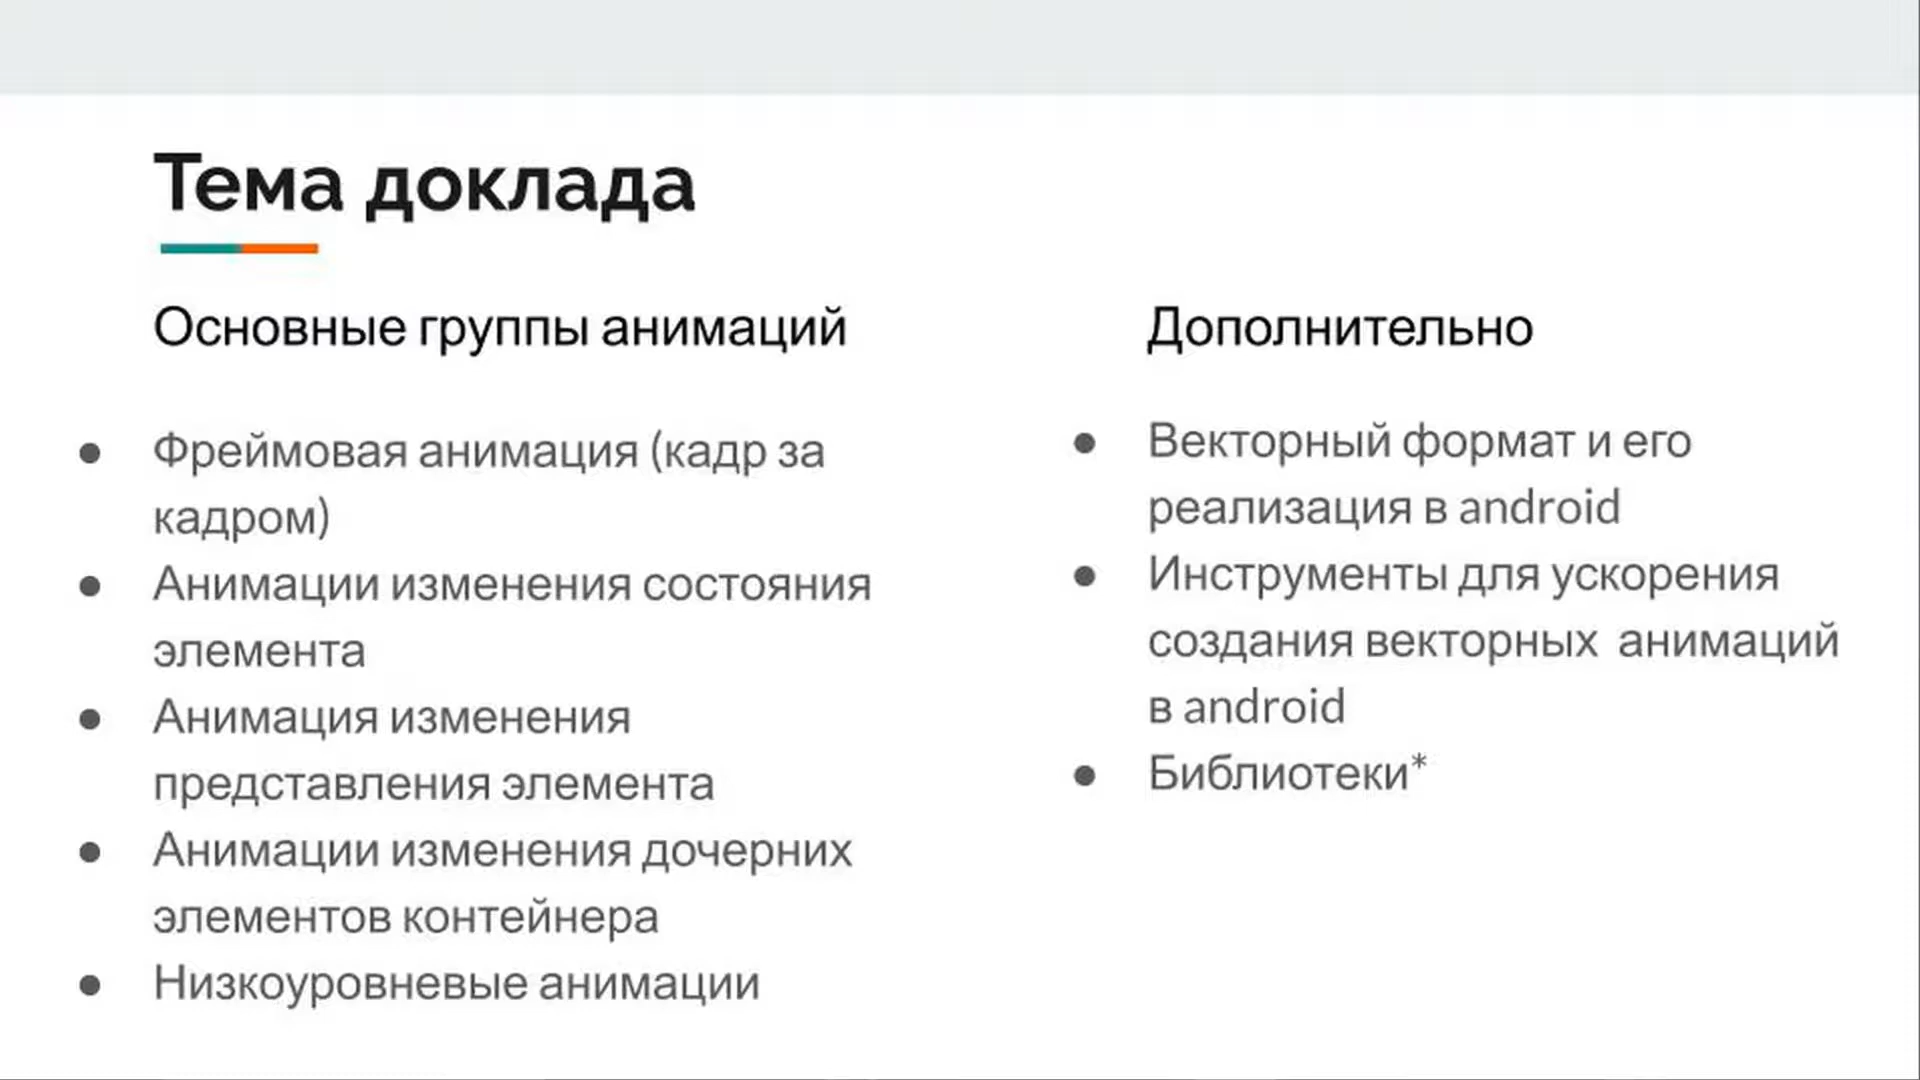 Тема доклада
Основные группы анимаций
● Фреймовая анимация (кадр за
кадром)
● Анимации изменения состояния
элемента
● Анимация изменения
представления элемента
● Анимации изменения дочерних
элементов контейнера
● Низкоуровневые анимации
Дополнительно
● Векторный формат и его
реализация в android
● Инструменты для ускорения
создания векторных  анимаций
в android
● Библиотеки*